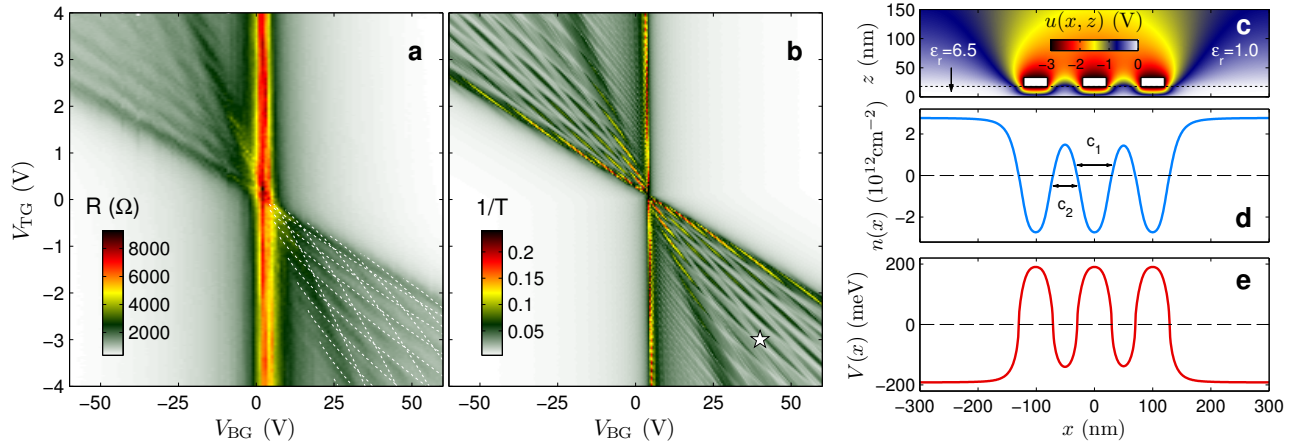 a
4
3
2
1
0
−1
−2
−3
−4
V_TG (V)
R (Ω)
8000
6000
4000
2000
−50
−25
0
25
50
V_BG (V)
b
1/T
0.2
0.15
0.1
0.05
−50
−25
0
25
50
V_BG (V)
c
150
100
50
0
z (nm)
u(x, z) (V)
−3
−2
−1
0
ε_r=6.5
ε_r=1.0
d
2
0
−2
n(x) (10^12cm^−2)
c_1
c_2
e
200
0
−200
V(x) (meV)
−300
−200
−100
0
100
200
300
x (nm)